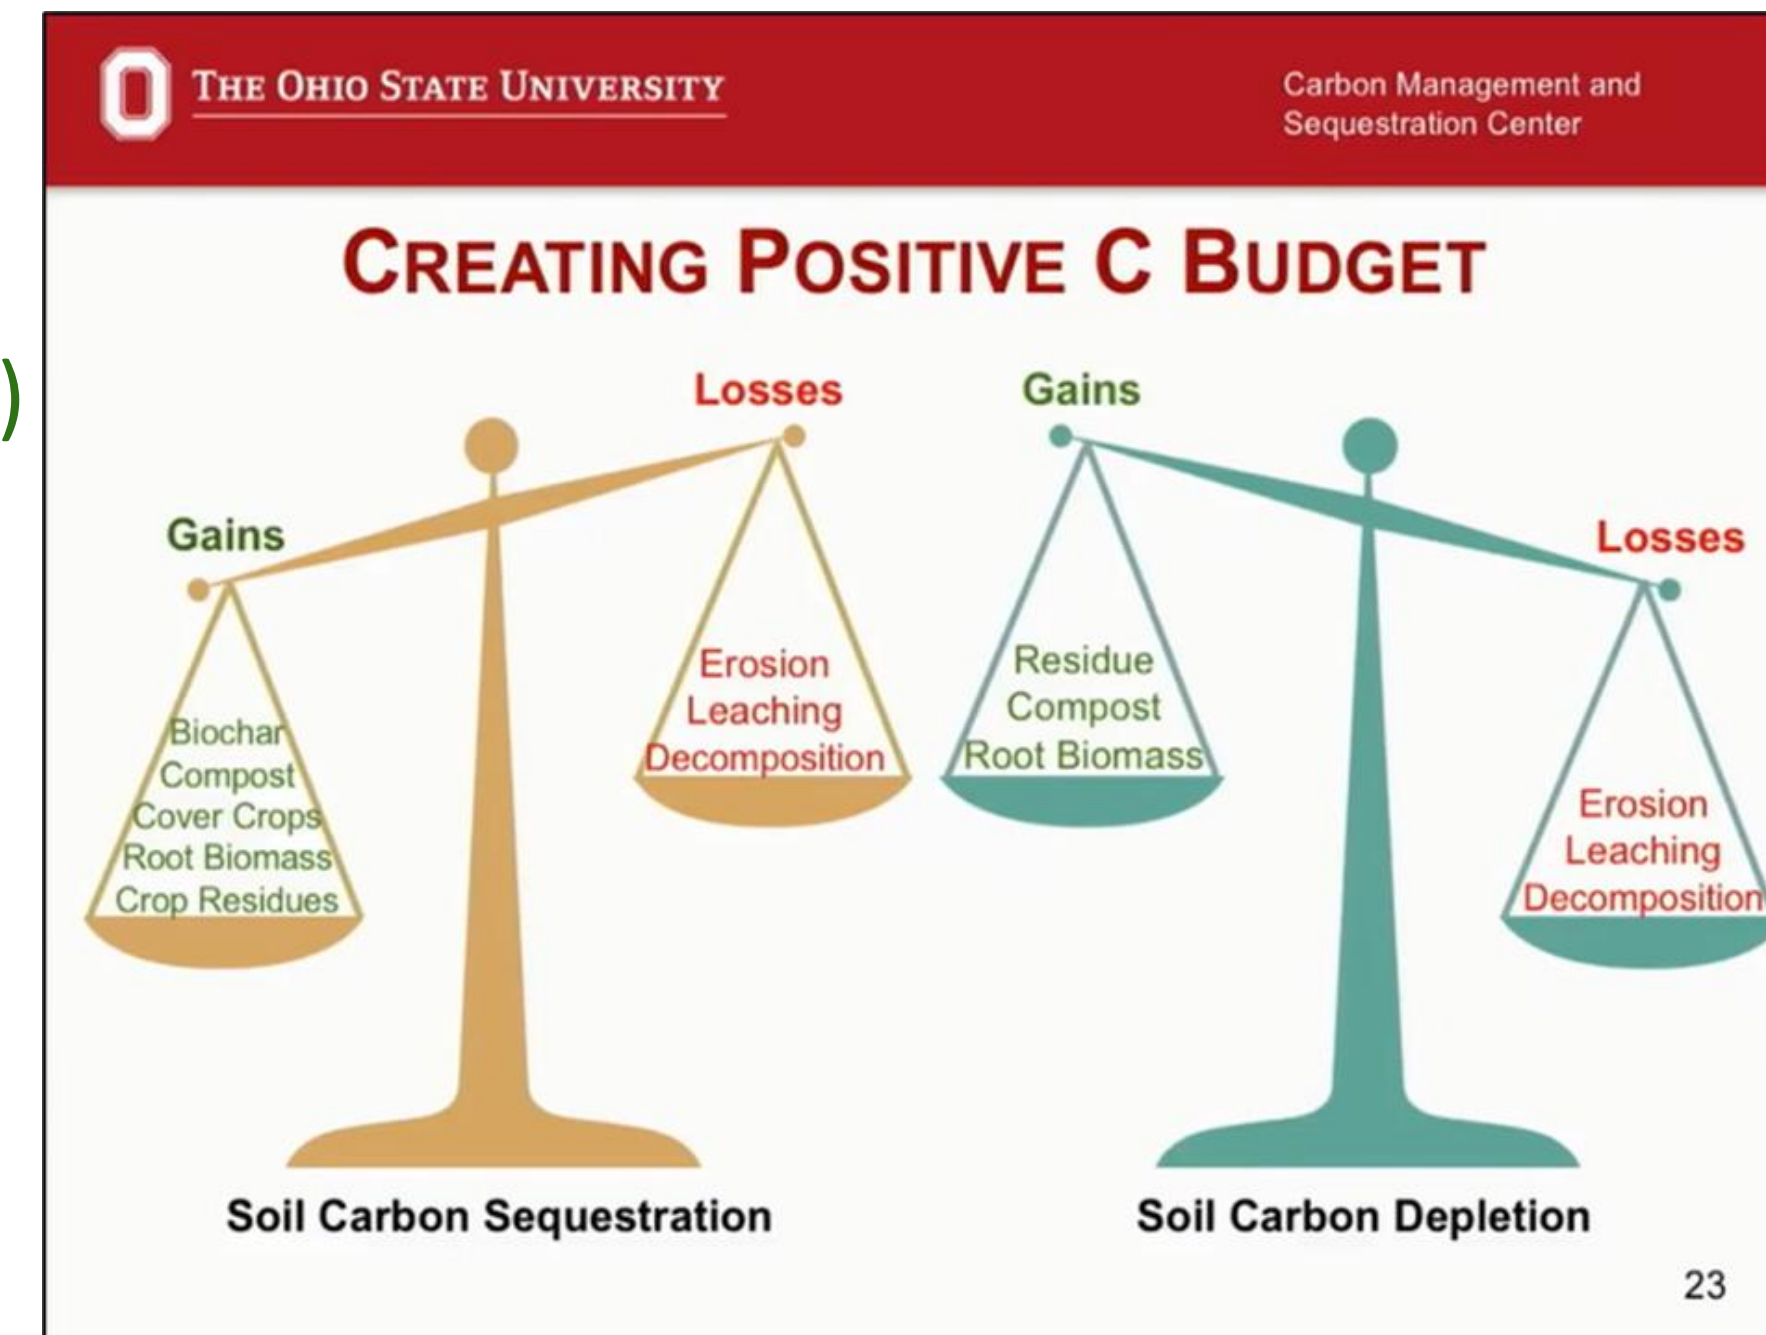 )
THE OHIO STATE UNIVERSITY
Carbon Management and
Sequestration Center
CREATING POSITIVE C BUDGET
Gains
Losses
Biochar
Compost
Cover Crops
Root Biomass
Crop Residues
Erosion
Leaching
Decomposition
Soil Carbon Sequestration
Gains
Losses
Residue
Compost
Root Biomass
Erosion
Leaching
Decomposition
Soil Carbon Depletion
23